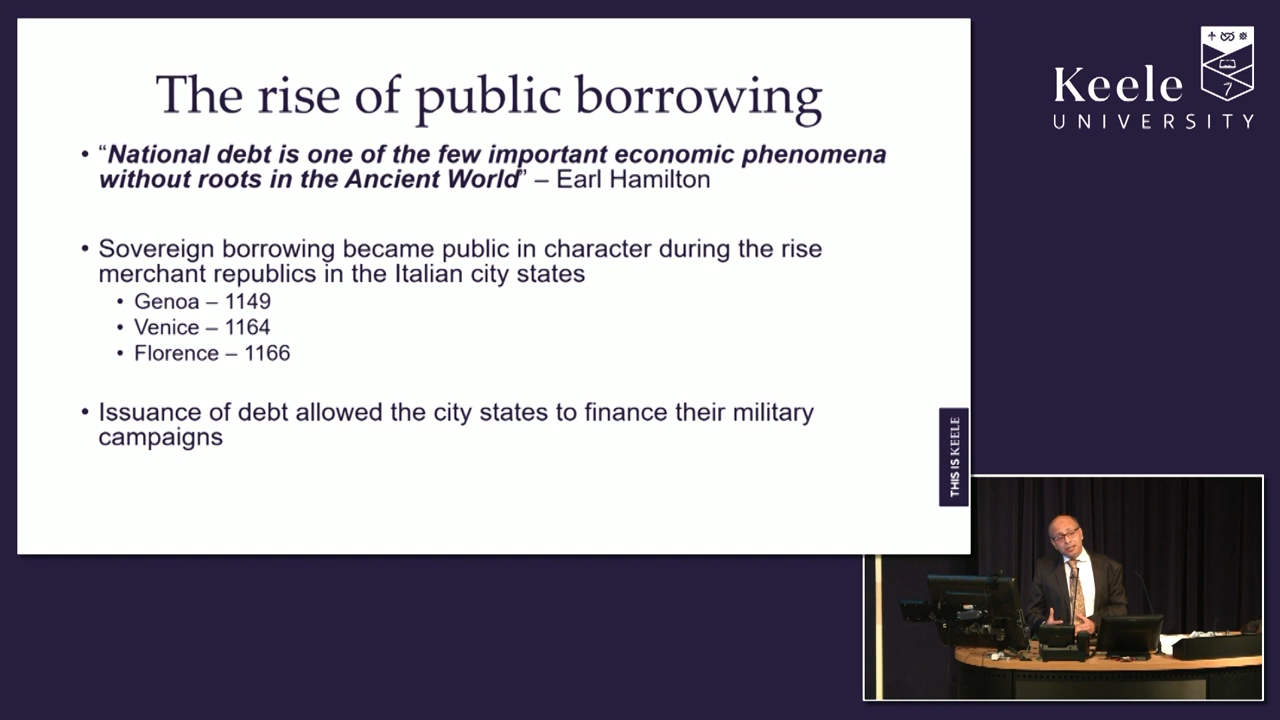 The rise of public borrowing
• “National debt is one of the few important economic phenomena
without roots in the Ancient World” – Earl Hamilton
• Sovereign borrowing became public in character during the rise
merchant republics in the Italian city states
• Genoa – 1149
• Venice – 1164
• Florence – 1166
• Issuance of debt allowed the city states to finance their military
campaigns
THIS IS KEELE
Keele
UNIVERSITY